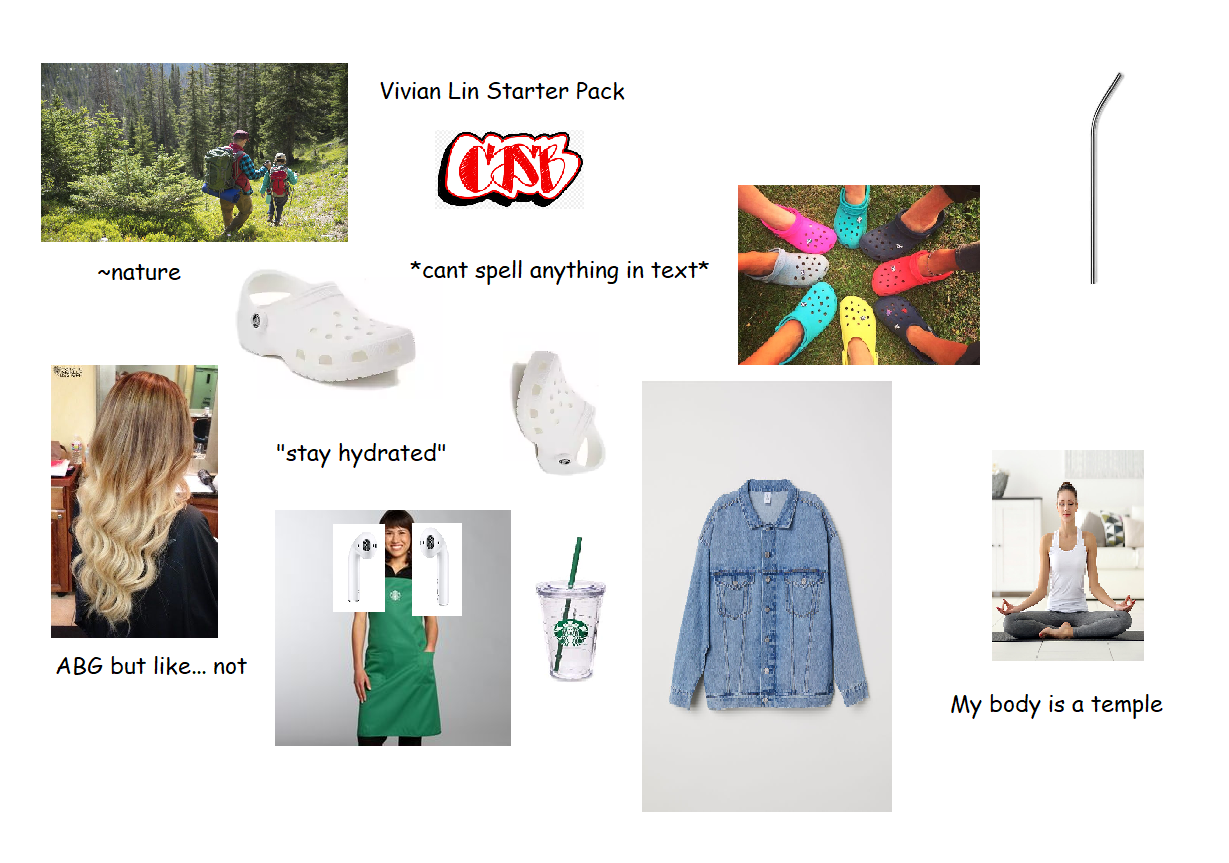 Vivian Lin Starter Pack
~nature
*cant spell anything in text*
"stay hydrated"
ABG but like... not
My body is a temple